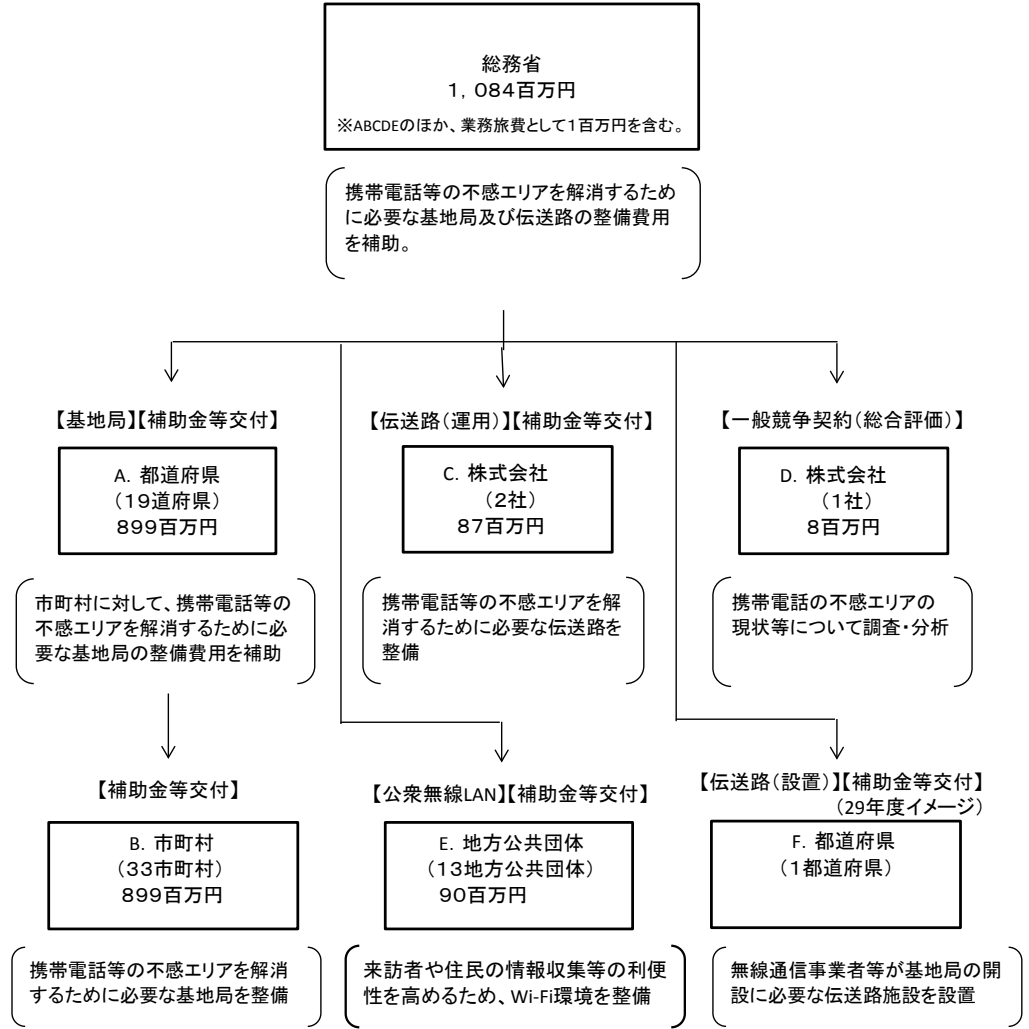 総務省
1，084百万円
※ABCDEのほか、業務旅費として1百万円を含む。
携帯電話等の不感エリアを解消するため
に必要な基地局及び伝送路の整備費用
を補助。
【基地局】【補助金等交付】
A. 都道府県
（19道府県）
899百万円
市町村に対して、携帯電話等の
不感エリアを解消するために必
要な基地局の整備費用を補助
【伝送路（運用）】【補助金等交付】
C. 株式会社
（2社）
87百万円
携帯電話等の不感エリアを解
消するために必要な伝送路を
整備
【一般競争契約（総合評価）】
D. 株式会社
（1社）
8百万円
携帯電話の不感エリアの
現状等について調査・分析
【補助金等交付】
B. 市町村
（33市町村）
899百万円
携帯電話等の不感エリアを解消
するために必要な基地局を整備
【公衆無線LAN】【補助金等交付】
E. 地方公共団体
（13地方公共団体）
90百万円
来訪者や住民の情報収集等の利便
性を高めるため、Wi-Fi環境を整備
【伝送路（設置）】【補助金等交付】
（29年度イメージ）
F. 都道府県
（1都道府県）
無線通信事業者等が基地局の開
設に必要な伝送路施設を設置